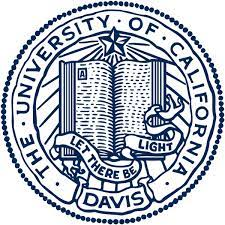 · THE · UNIVERSITY · OF · CALIFORNIA ·
A
LET THERE BE LIGHT
DAVIS